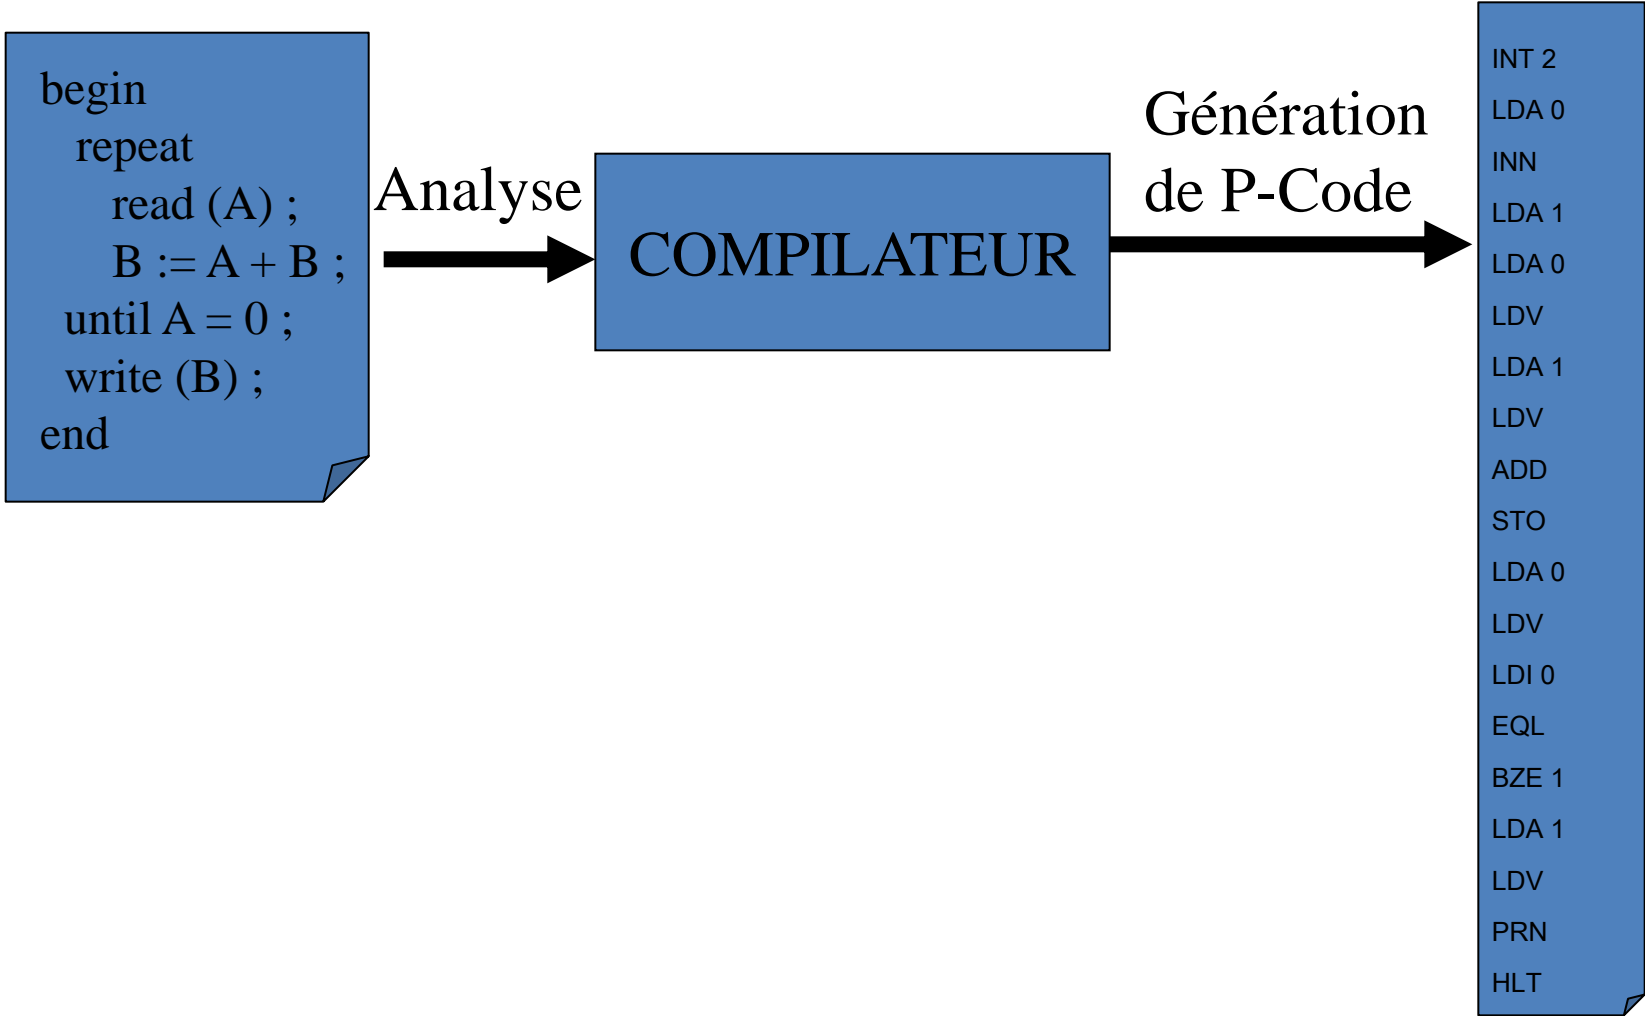 begin
repeat
read (A) ;
B := A + B ;
until A = 0 ;
write (B) ;
end
Analyse
COMPILATEUR
Génération
de P-Code
INT 2
LDA 0
INN
LDA 1
LDA 0
LDV
LDA 1
LDV
ADD
STO
LDA 0
LDV
LDI 0
EQL
BZE 1
LDA 1
LDV
PRN
HLT